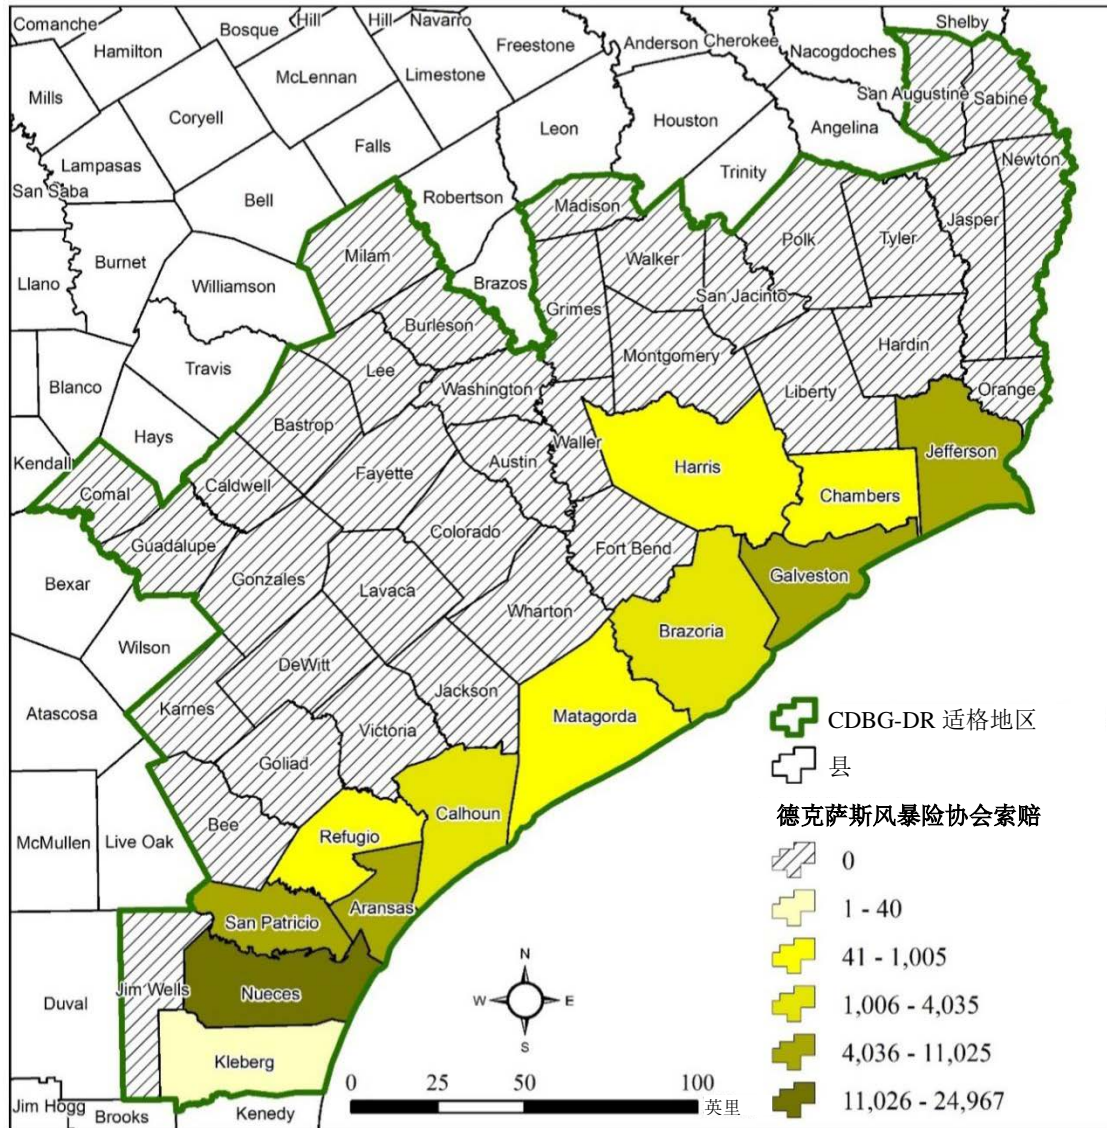 Comanche
Hamilton
Bosque
Hill
Hill
Navarro
Freestone
Anderson
Cherokee
Nacogdoches
Shelby
Mills
Coryell
McLennan
Limestone
Leon
Houston
Angelina
San Augustine
Sabine
Lampasas
Falls
Trinity
Newton
San Saba
Bell
Robertson
Madison
Polk
Tyler
Jasper
Burnet
Milam
Walker
Llano
Williamson
Brazos
Grimes
San Jacinto
Burleson
Montgomery
Hardin
Blanco
Travis
Lee
Washington
Liberty
Orange
Hays
Bastrop
Waller
Jefferson
Kendall
Fayette
Austin
Harris
Comal
Caldwell
Chambers
Guadalupe
Colorado
Fort Bend
Bexar
Gonzales
Lavaca
Galveston
Wharton
Brazoria
Wilson
DeWitt
Jackson
Atascosa
Karnes
Victoria
Matagorda
Goliad
McMullen
Live Oak
Bee
Refugio
Calhoun
San Patricio
Aransas
Duval
Jim Wells
Nueces
Kleberg
Jim Hogg
Brooks
Kenedy
N
W
E
S
0 25 50 100
英里
CDBG-DR 适格地区
县
德克萨斯风暴险协会索赔
0
1 - 40
41 - 1,005
1,006 - 4,035
4,036 - 11,025
11,026 - 24,967